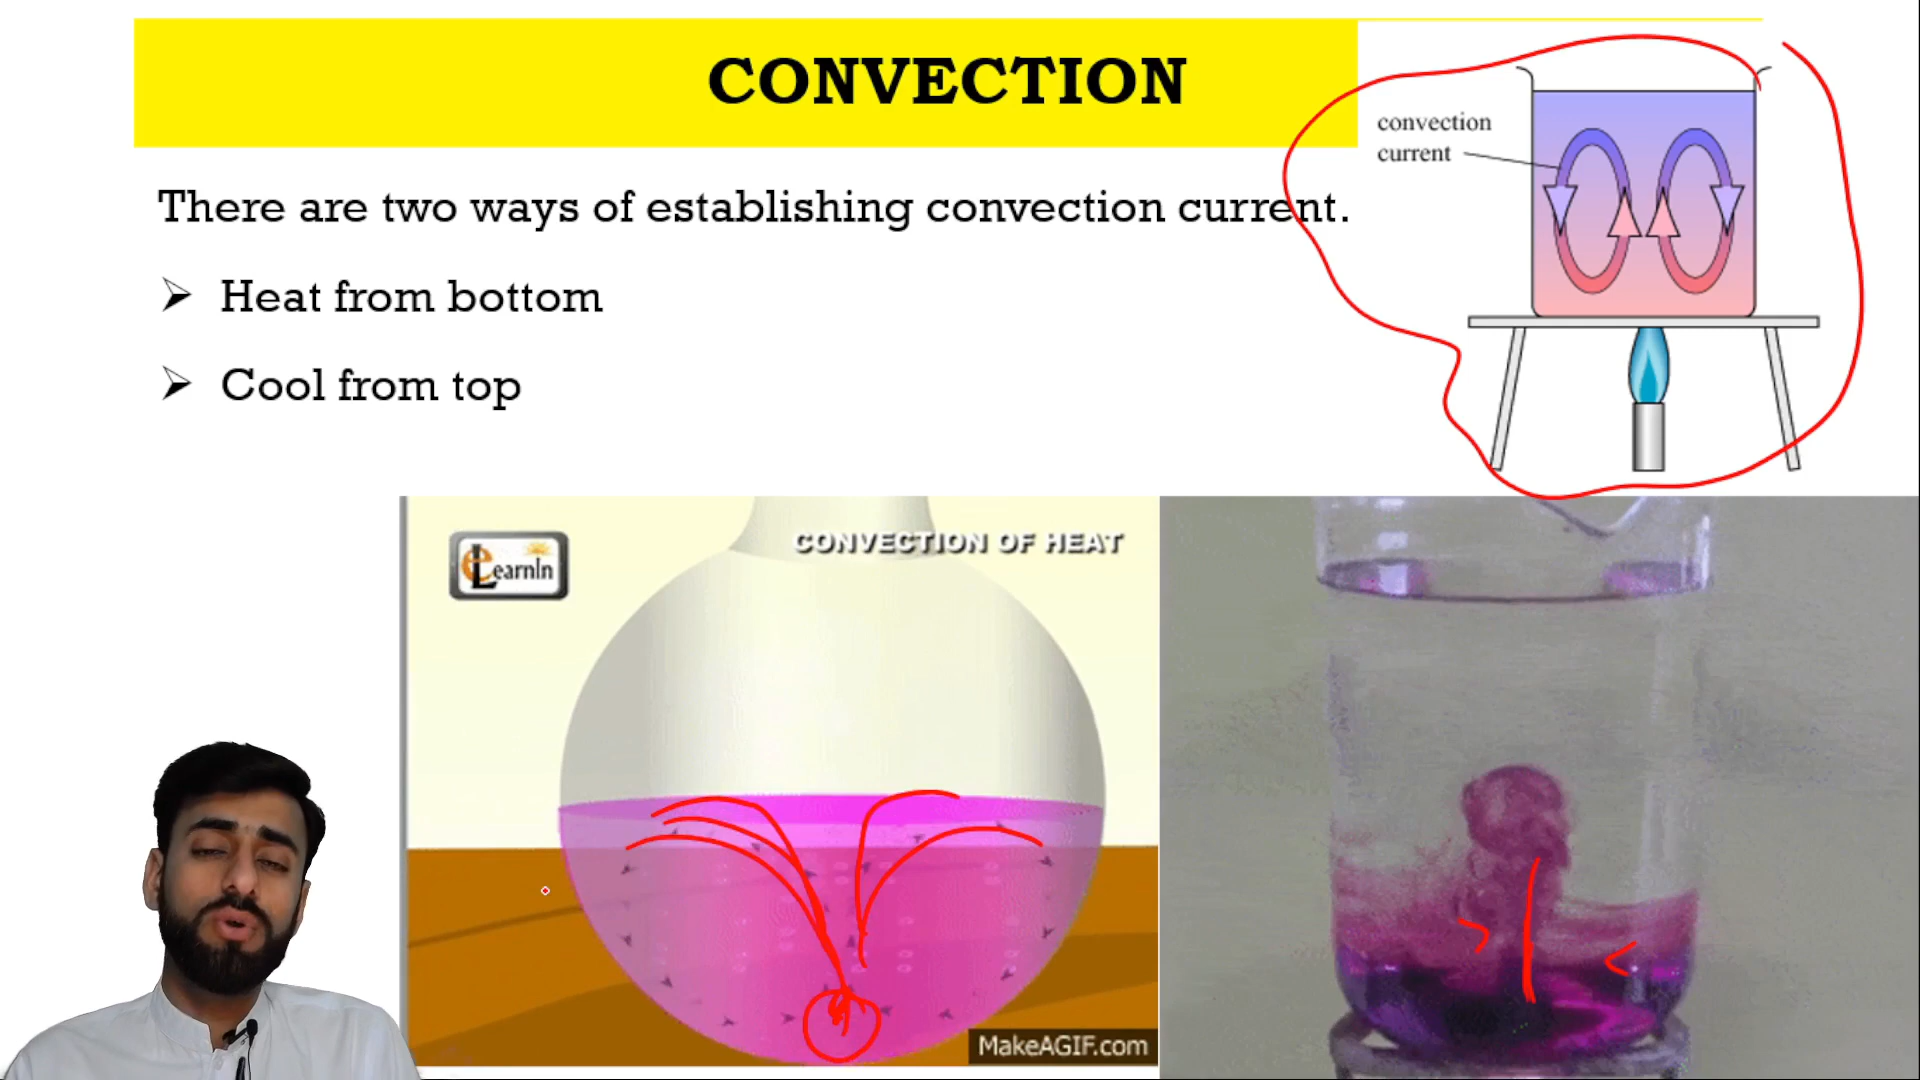 CONVECTION
convection
current
There are two ways of establishing convection current.
➢ Heat from bottom
➢ Cool from top
eLearnIn
CONVECTION OF HEAT
MakeAGIF.com